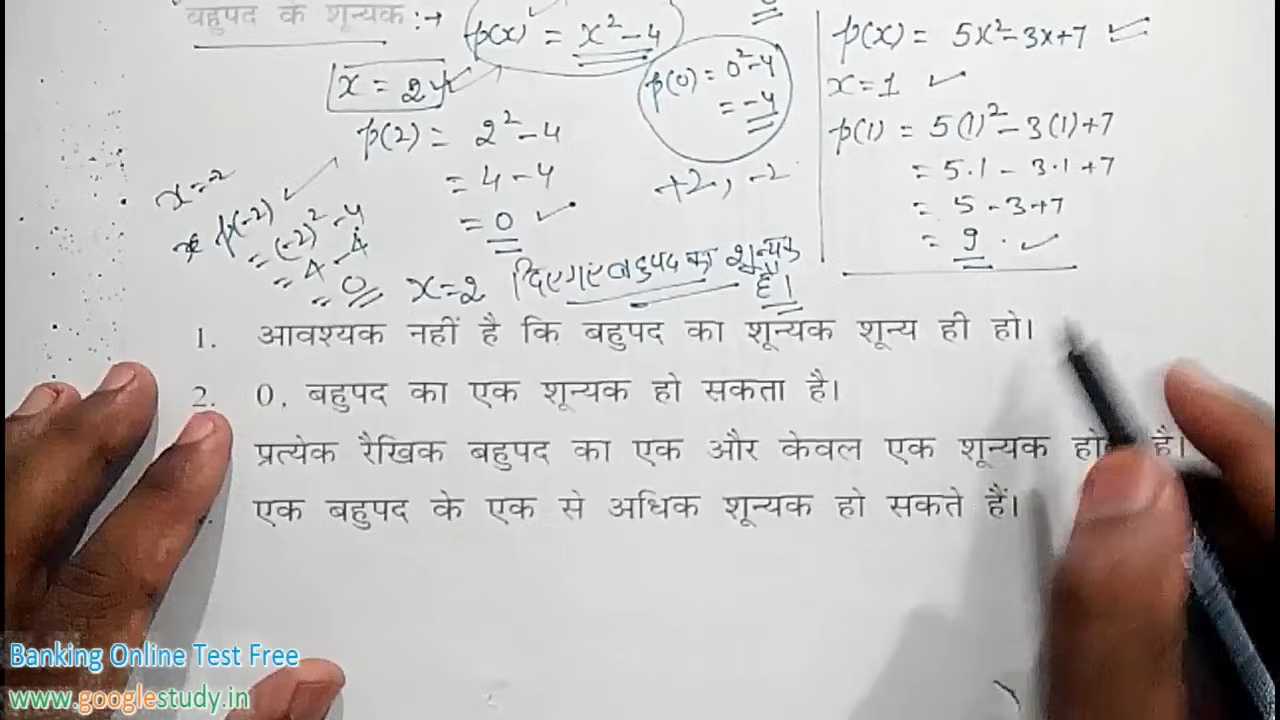 बहुपद के शून्यक :→
p(x) = x² - 4
x = 2
p(2) = 2² - 4
= 4 - 4
= 0
p(0) = 0² - 4
= -4
+2, -2
x = -2
p(-2)
= (-2)² - 4
= 4 - 4
= 0
x = 2 दिए गए बहुपद का शून्यक है।
p(x) = 5x² - 3x + 7
x = 1
p(1) = 5(1)² - 3(1) + 7
= 5·1 - 3·1 + 7
= 5 - 3 + 7
= 9
1. आवश्यक नहीं है कि बहुपद का शून्यक शून्य ही हो।
2. 0, बहुपद का एक शून्यक हो सकता है।
प्रत्येक रैखिक बहुपद का एक और केवल एक शून्यक है।
एक बहुपद के एक से अधिक शून्यक हो सकते हैं।
Banking Online Test Free
www.googlestudy.in